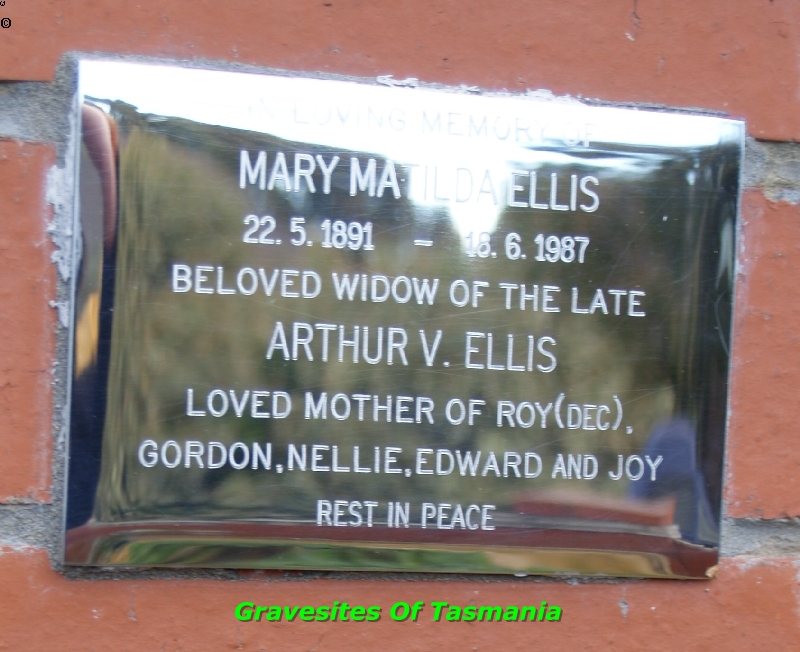 ©
IN LOVING MEMORY OF
MARY MATILDA ELLIS
22. 5. 1891 – 18. 6. 1987
BELOVED WIDOW OF THE LATE
ARTHUR V. ELLIS
LOVED MOTHER OF ROY(DEC),
GORDON, NELLIE, EDWARD AND JOY
REST IN PEACE
Gravesites Of Tasmania